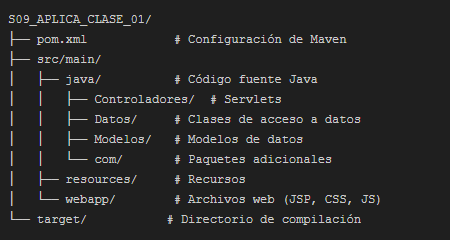 S09_APLICA_CLASE_01/
├── pom.xml # Configuración de Maven
├── src/main/
│ ├── java/ # Código fuente Java
│ │ ├── Controladores/ # Servlets
│ │ ├── Datos/ # Clases de acceso a datos
│ │ ├── Modelos/ # Modelos de datos
│ │ └── com/ # Paquetes adicionales
│ ├── resources/ # Recursos
│ └── webapp/ # Archivos web (JSP, CSS, JS)
└── target/ # Directorio de compilación